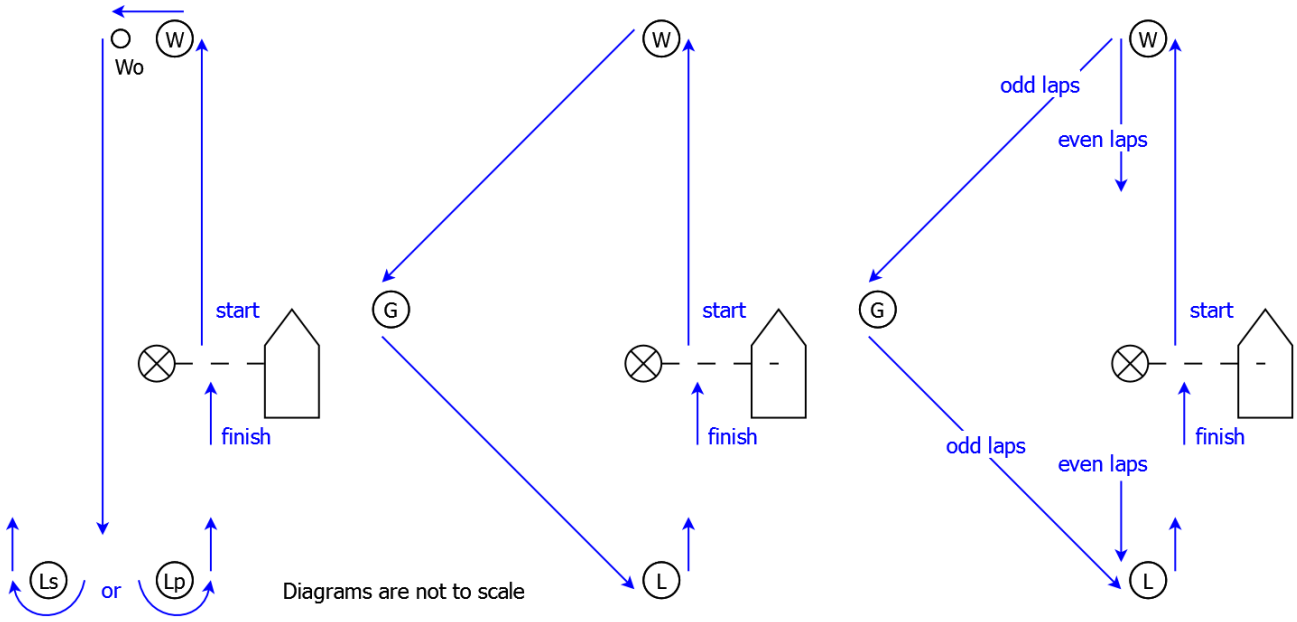 W
Wo
start
finish
Ls
or
Lp
Diagrams are not to scale
W
G
start
finish
L
W
odd laps
even laps
G
start
finish
odd laps
even laps
L